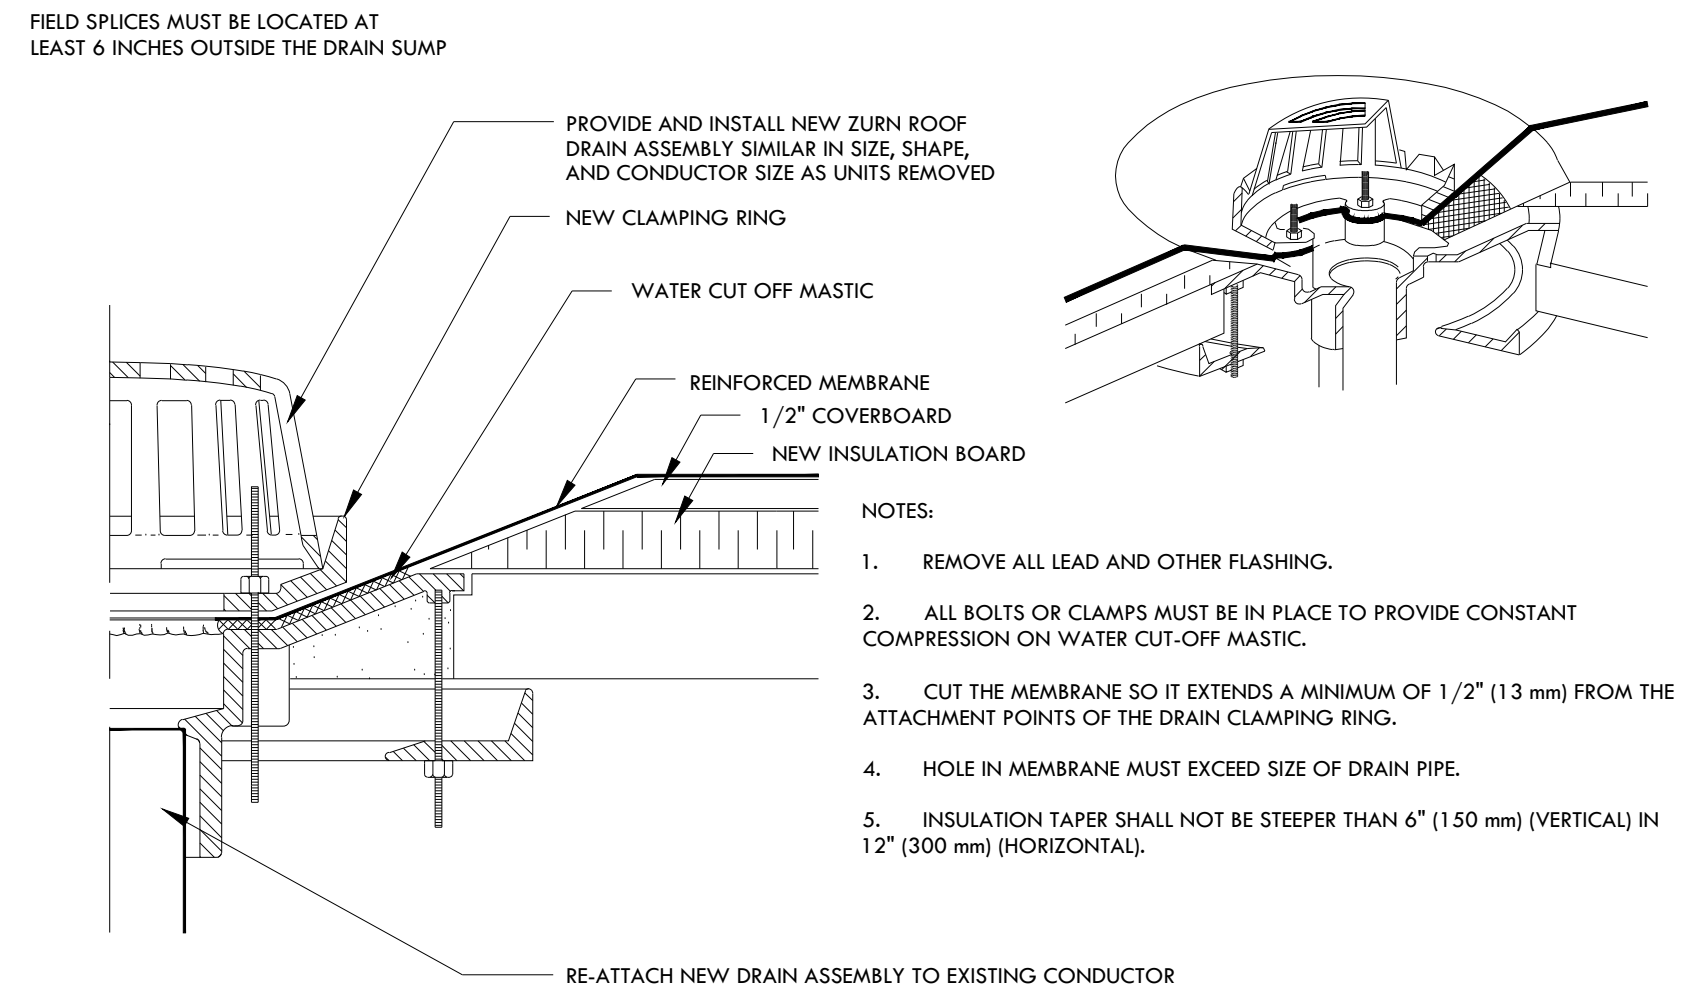 FIELD SPLICES MUST BE LOCATED AT
LEAST 6 INCHES OUTSIDE THE DRAIN SUMP
PROVIDE AND INSTALL NEW ZURN ROOF
DRAIN ASSEMBLY SIMILAR IN SIZE, SHAPE,
AND CONDUCTOR SIZE AS UNITS REMOVED
NEW CLAMPING RING
WATER CUT OFF MASTIC
REINFORCED MEMBRANE
1/2" COVERBOARD
NEW INSULATION BOARD
NOTES:
1. REMOVE ALL LEAD AND OTHER FLASHING.
2. ALL BOLTS OR CLAMPS MUST BE IN PLACE TO PROVIDE CONSTANT
COMPRESSION ON WATER CUT-OFF MASTIC.
3. CUT THE MEMBRANE SO IT EXTENDS A MINIMUM OF 1/2" (13 mm) FROM THE
ATTACHMENT POINTS OF THE DRAIN CLAMPING RING.
4. HOLE IN MEMBRANE MUST EXCEED SIZE OF DRAIN PIPE.
5. INSULATION TAPER SHALL NOT BE STEEPER THAN 6" (150 mm) (VERTICAL) IN
12" (300 mm) (HORIZONTAL).
RE-ATTACH NEW DRAIN ASSEMBLY TO EXISTING CONDUCTOR